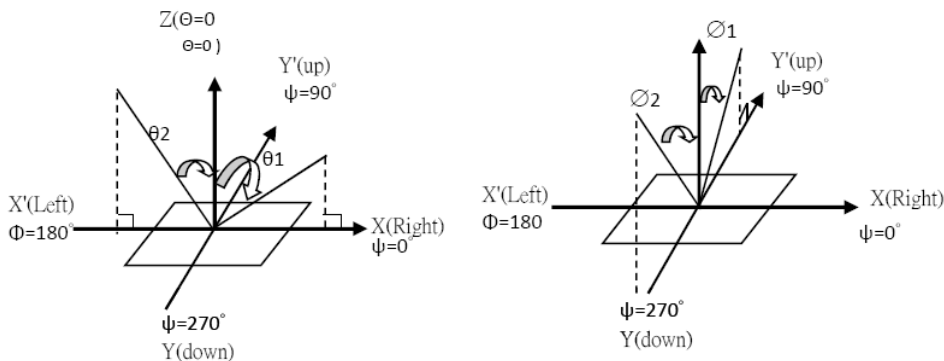 Z(Θ=0
Θ=0 )
Y'(up)
ψ=90°
θ2
θ1
X'(Left)
Φ=180°
X(Right)
ψ=0°
ψ=270°
Y(down)
∅1
Y'(up)
ψ=90°
∅2
X'(Left)
Φ=180
X(Right)
ψ=0°
ψ=270°
Y(down)